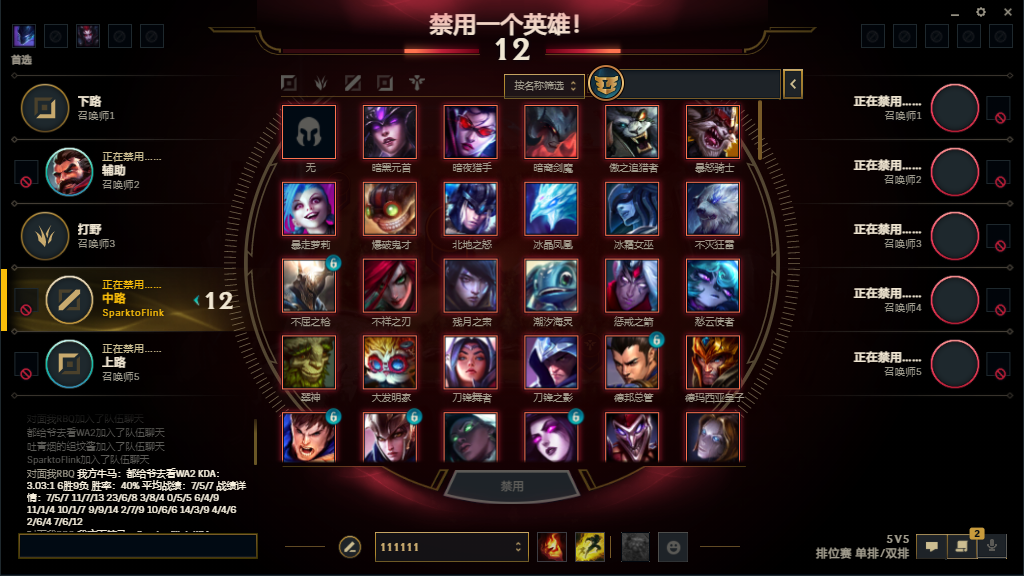 禁用一个英雄！
12
首选
下路
召唤师1
正在禁用……
辅助
召唤师2
打野
召唤师3
正在禁用……
中路
SparktoFlink
12
正在禁用……
上路
召唤师5
按名称筛选
无
暗黑元首
暗夜猎手
暗裔剑魔
傲之追猎者
暴怒骑士
暴走萝莉
爆破鬼才
北地之怒
冰晶凤凰
冰霜女巫
不灭狂雷
6
不屈之枪
不祥之刃
残月之肃
潮汐海灵
惩戒之箭
愁云使者
6
翠神
大发明家
刀锋舞者
刀锋之影
德邦总管
德玛西亚皇子
6
6
6
禁用
正在禁用……
召唤师1
正在禁用……
召唤师2
正在禁用……
召唤师3
正在禁用……
召唤师4
正在禁用……
召唤师5
对面我RBQ加入了队伍聊天
都给爷去看WA2加入了队伍聊天
吐青烟的组坟酱加入了队伍聊天
SparktoFlink加入了队伍聊天
对面我RBQ 我方牛马：都给爷去看WA2 KDA：
3.03:1 6胜9负 胜率：40% 平均战绩：7/5/7 战绩详
情：7/5/7 11/7/13 23/6/8 3/8/4 0/5/5 6/4/9
11/1/4 10/1/7 9/9/14 2/7/9 10/6/6 14/3/9 4/4/6
2/6/4 7/6/12
111111
5V5
排位赛 单排/双排
2